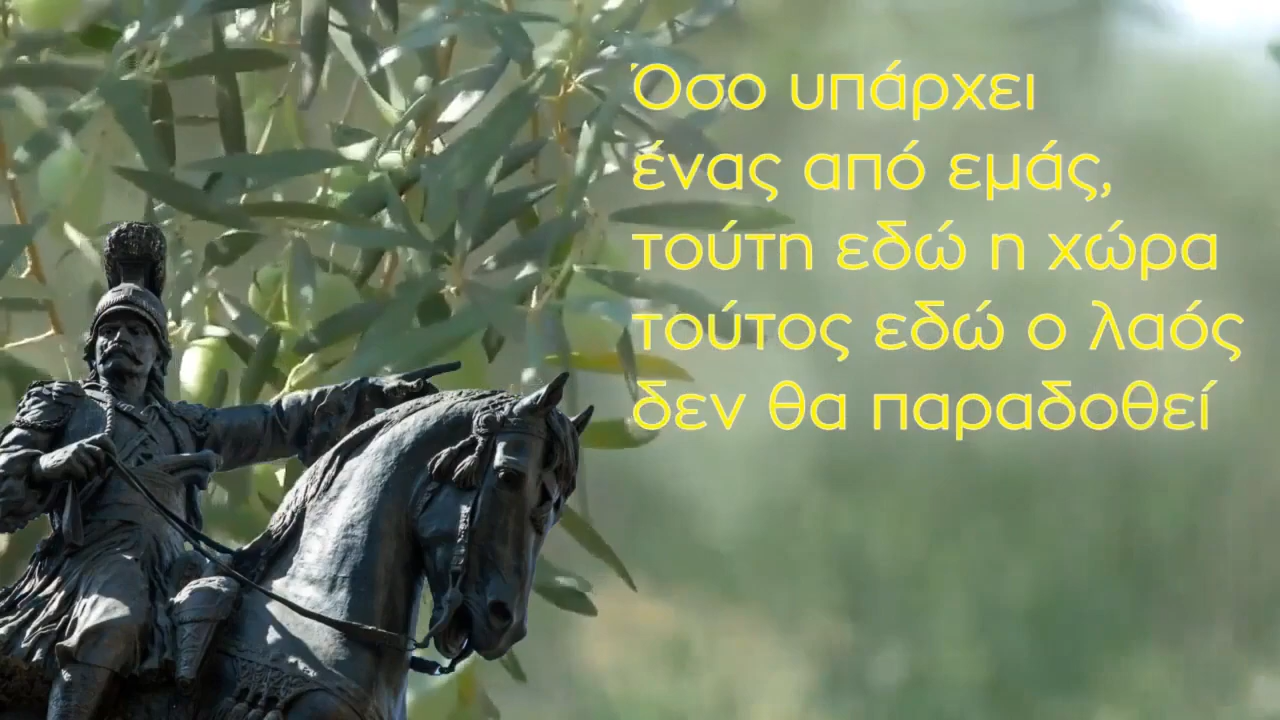 Όσο υπάρχει
ένας από εμάς,
τούτη εδώ η χώρα
τούτος εδώ ο λαός
δεν θα παραδοθεί